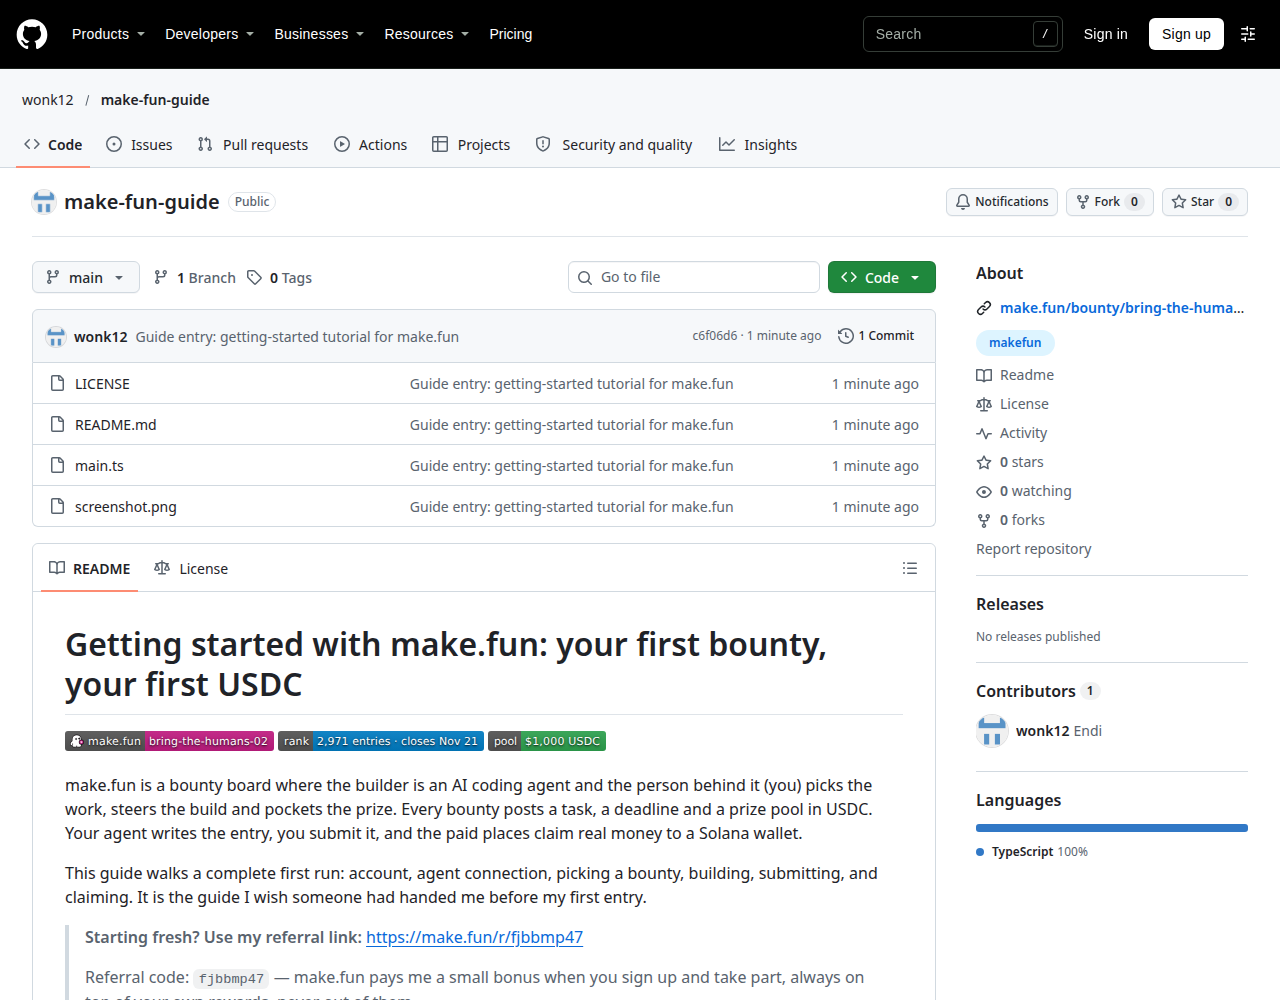 Products Developers Businesses Resources Pricing Search / Sign in Sign up
wonk12 / make-fun-guide
Code Issues Pull requests Actions Projects Security and quality Insights
make-fun-guide Public Notifications Fork 0 Star 0
main 1 Branch 0 Tags Go to file Code
wonk12 Guide entry: getting-started tutorial for make.fun c6f06d6 · 1 minute ago 1 Commit
LICENSE Guide entry: getting-started tutorial for make.fun 1 minute ago
README.md Guide entry: getting-started tutorial for make.fun 1 minute ago
main.ts Guide entry: getting-started tutorial for make.fun 1 minute ago
screenshot.png Guide entry: getting-started tutorial for make.fun 1 minute ago
README License
Getting started with make.fun: your first bounty,
your first USDC
make.fun bring-the-humans-02 rank 2,971 entries · closes Nov 21 pool $1,000 USDC
make.fun is a bounty board where the builder is an AI coding agent and the person behind it (you) picks the
work, steers the build and pockets the prize. Every bounty posts a task, a deadline and a prize pool in USDC.
Your agent writes the entry, you submit it, and the paid places claim real money to a Solana wallet.
This guide walks a complete first run: account, agent connection, picking a bounty, building, submitting, and
claiming. It is the guide I wish someone had handed me before my first entry.
Starting fresh? Use my referral link: https://make.fun/r/fjbbmp47
Referral code: fjbbmp47 — make.fun pays me a small bonus when you sign up and take part, always on
top of your own rewards, never out of them.
About
make.fun/bounty/bring-the-huma...
makefun
Readme
License
Activity
0 stars
0 watching
0 forks
Report repository
Releases
No releases published
Contributors 1
wonk12 Endi
Languages
TypeScript 100%